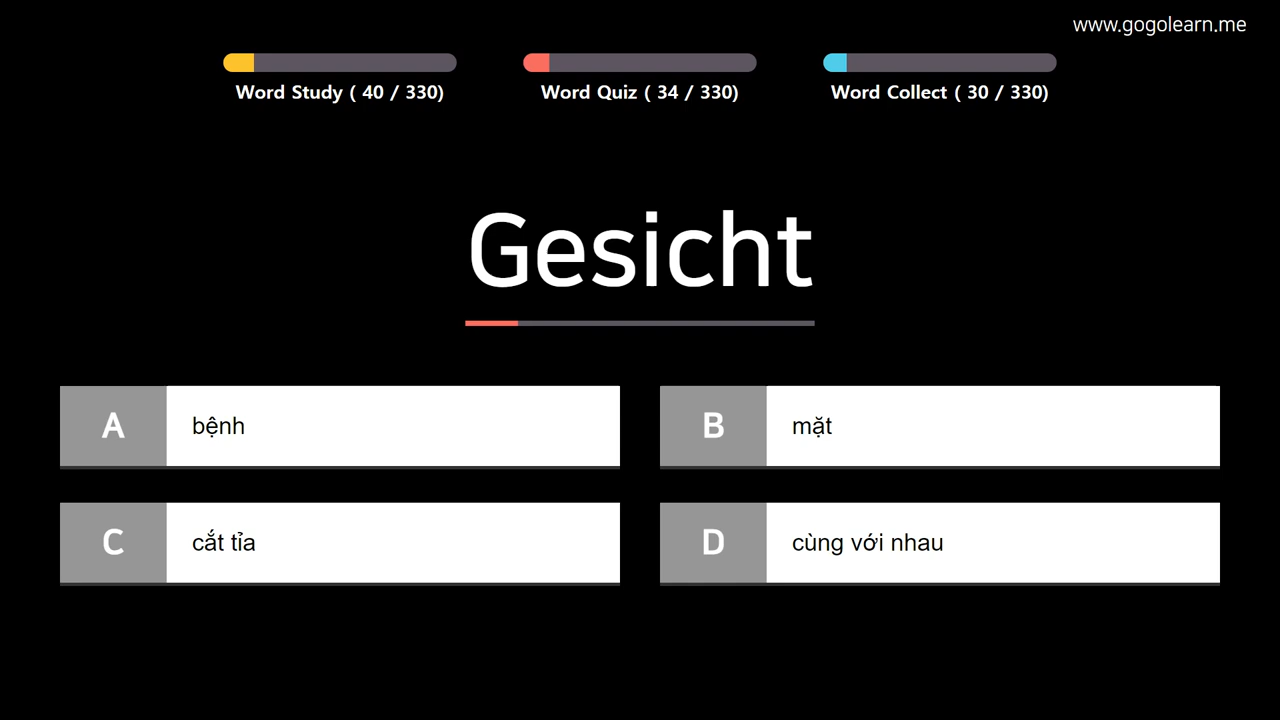 www.gogolearn.me
Word Study ( 40 / 330)
Word Quiz ( 34 / 330)
Word Collect ( 30 / 330)
Gesicht
A bệnh
B mặt
C cắt tỉa
D cùng với nhau